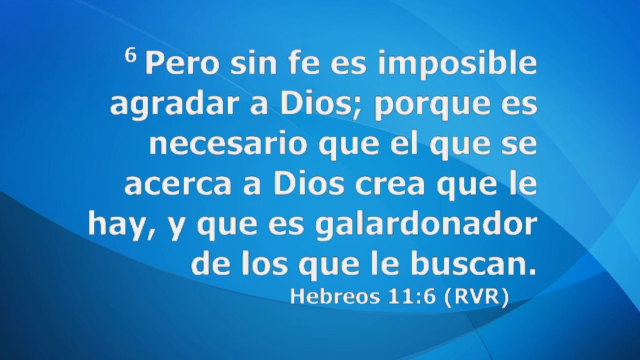 6 Pero sin fe es imposible
agradar a Dios; porque es
necesario que el que se
acerca a Dios crea que le
hay, y que es galardonador
de los que le buscan.
Hebreos 11:6 (RVR)